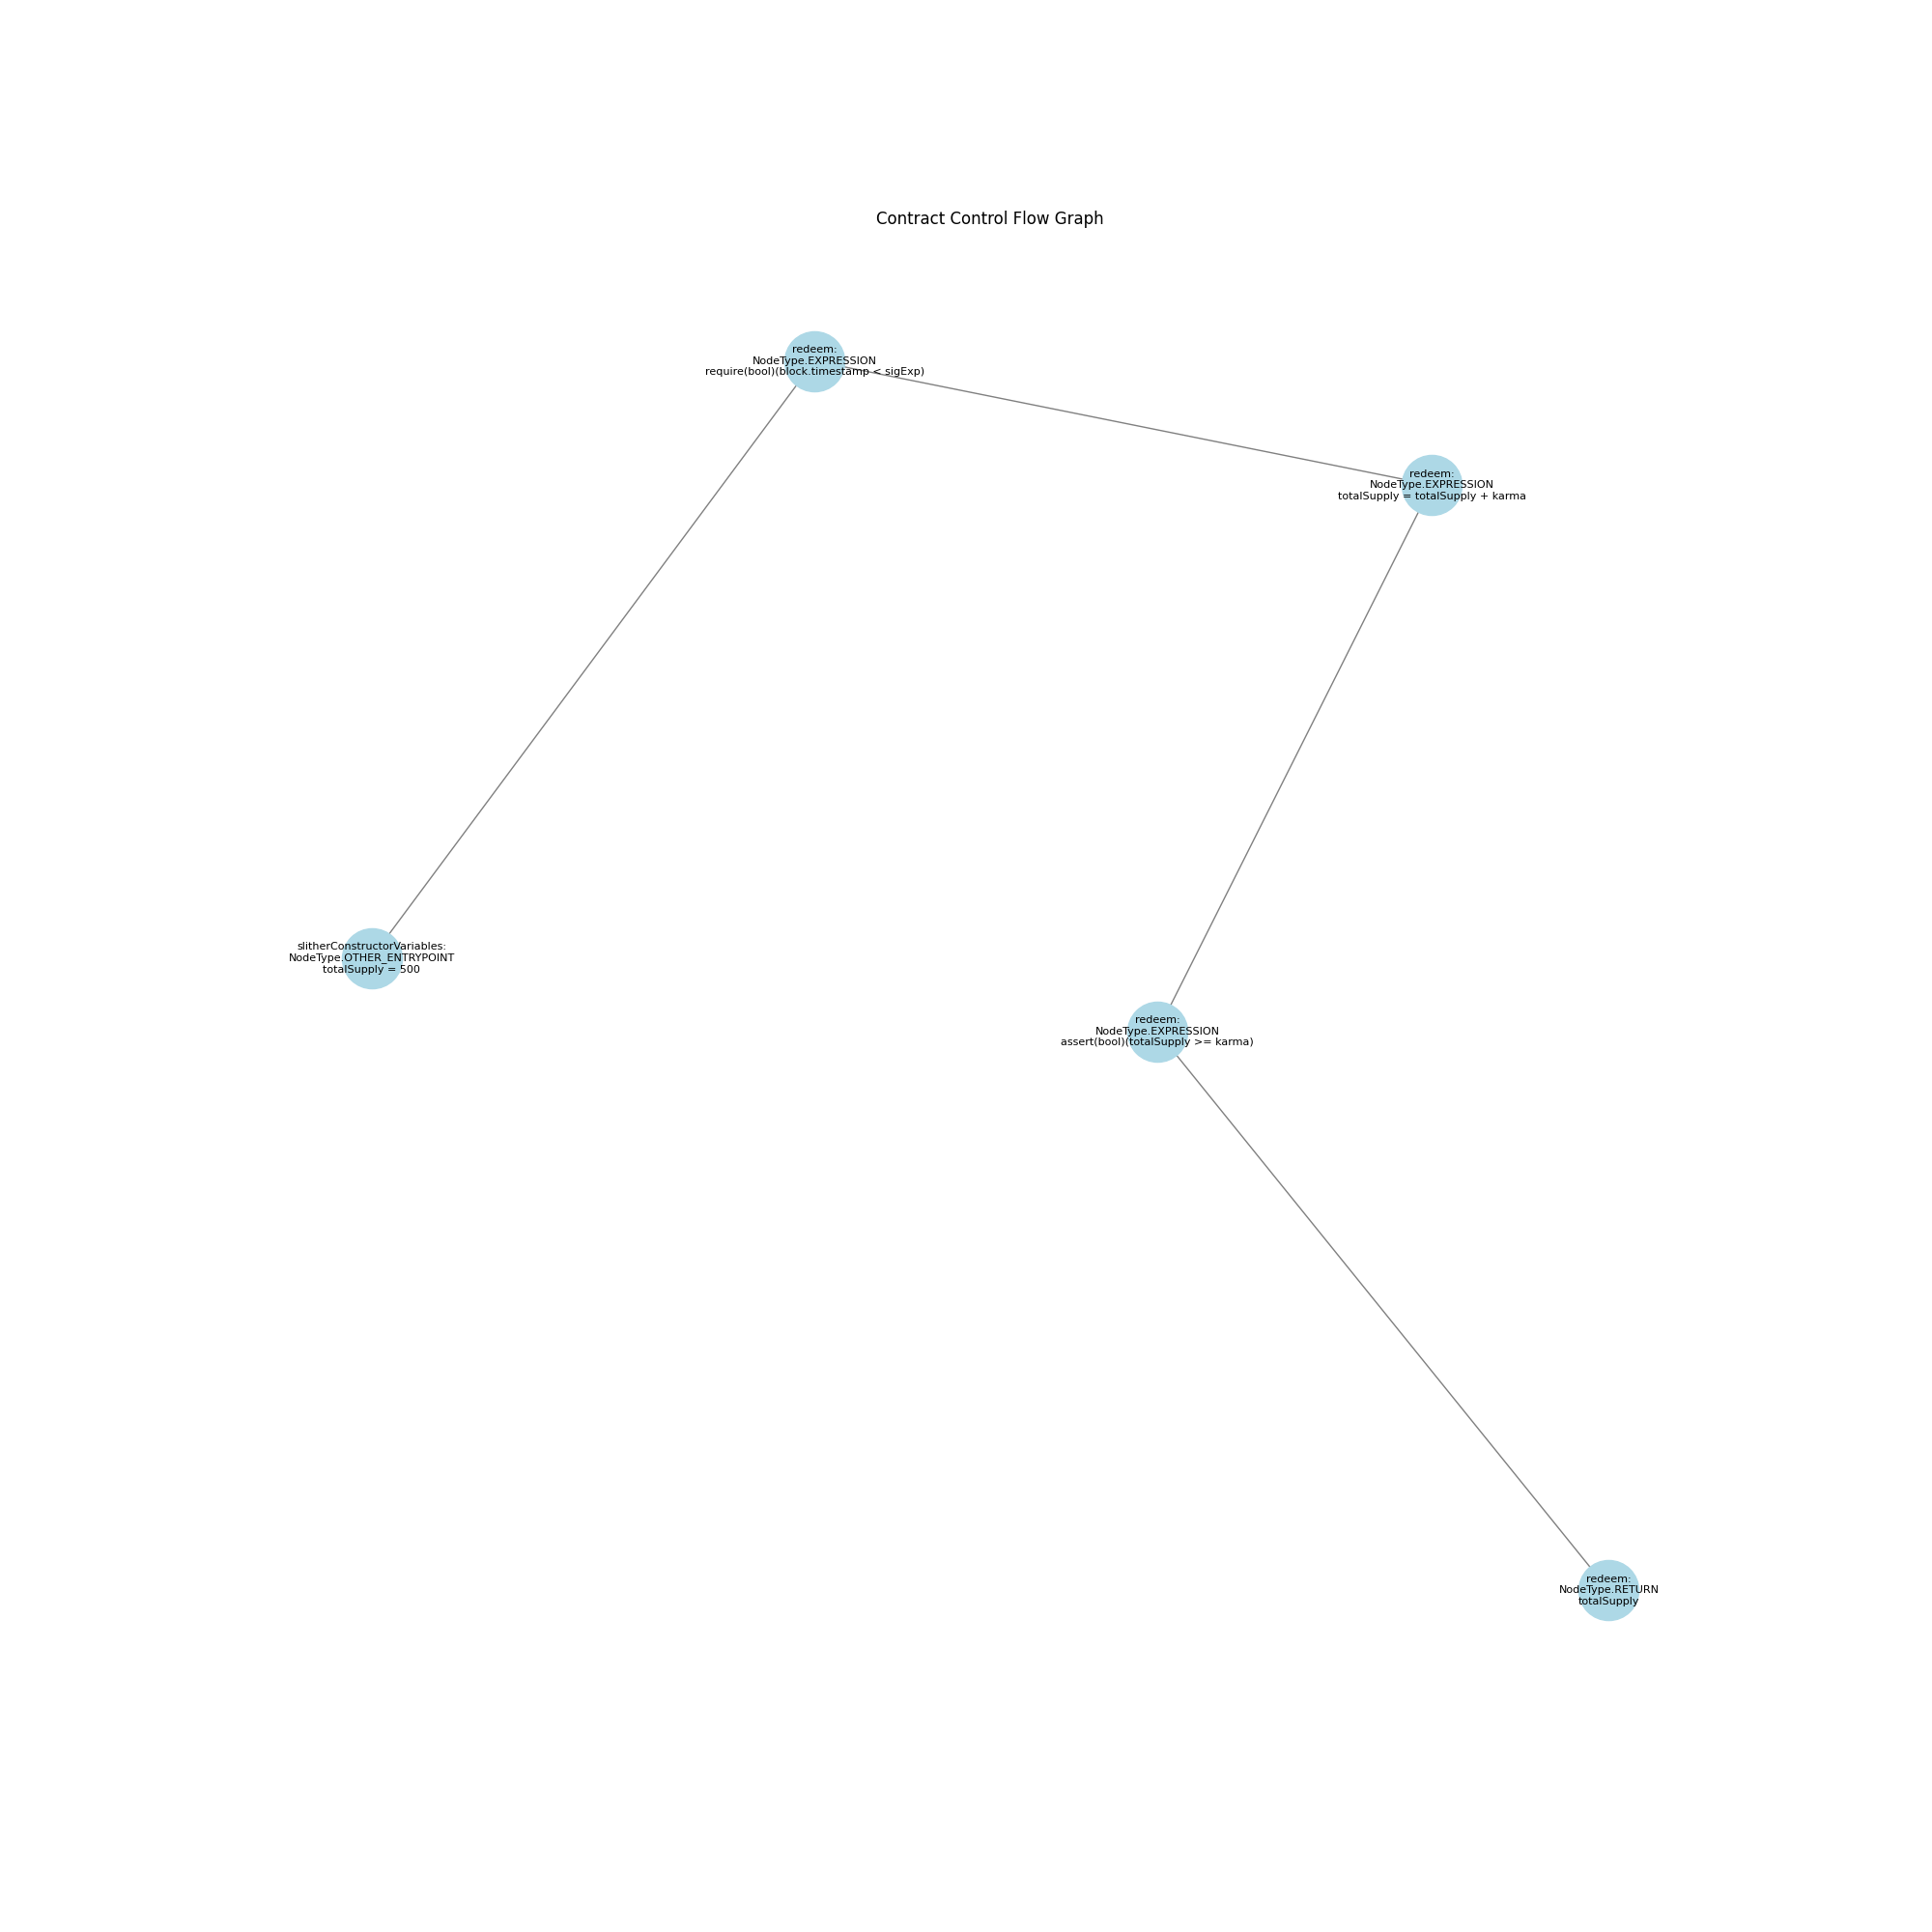 Contract Control Flow Graph
redeem:
NodeType.EXPRESSION
require(bool)(block.timestamp < sigExp)
redeem:
NodeType.EXPRESSION
totalSupply = totalSupply + karma
slitherConstructorVariables:
NodeType.OTHER_ENTRYPOINT
totalSupply = 500
redeem:
NodeType.EXPRESSION
assert(bool)(totalSupply >= karma)
redeem:
NodeType.RETURN
totalSupply